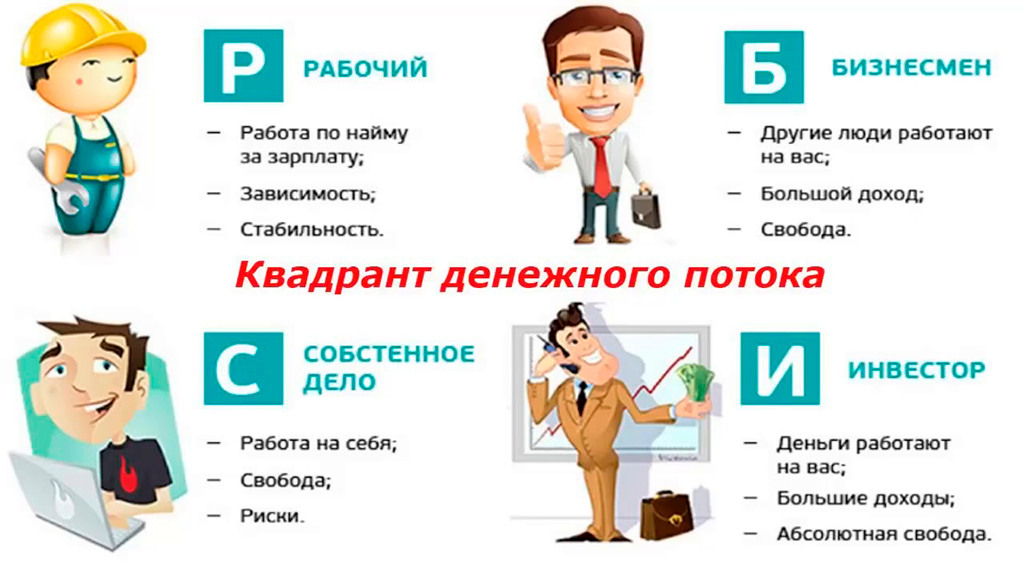 Р
РАБОЧИЙ
– Работа по найму
за зарплату;
– Зависимость;
– Стабильность.
Б
БИЗНЕСМЕН
– Другие люди работают
на вас;
– Большой доход;
– Свобода.
Квадрант денежного потока
С
СОБСТЕННОЕ
ДЕЛО
– Работа на себя;
– Свобода;
– Риски.
И
ИНВЕСТОР
– Деньги работают
на вас;
– Большие доходы;
– Абсолютная свобода.